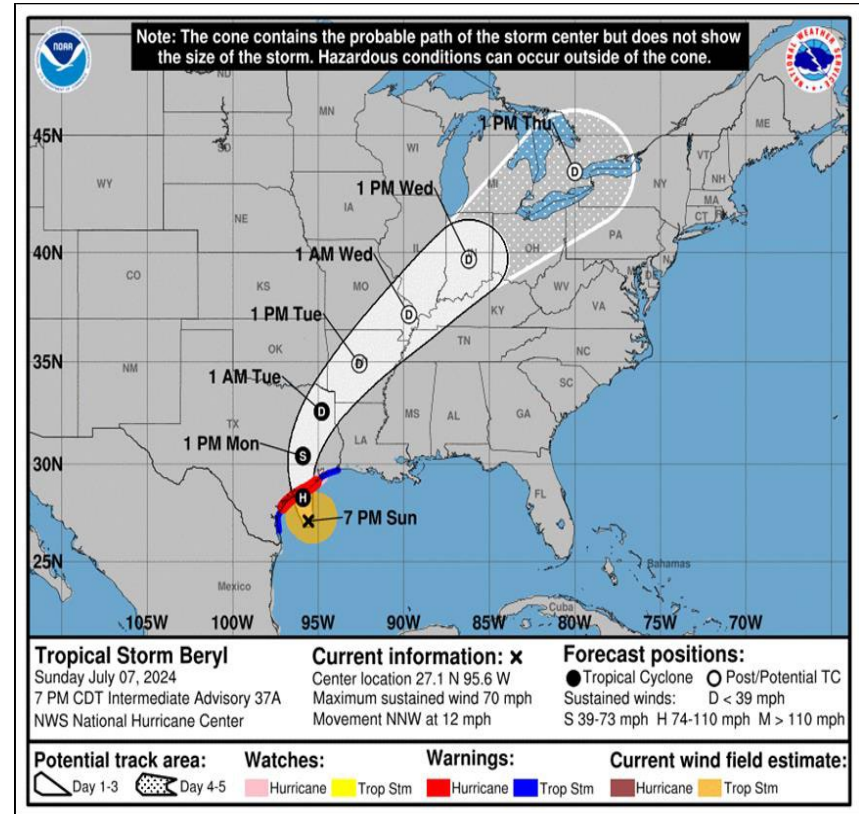 Note: The cone contains the probable path of the storm center but does not show
the size of the storm. Hazardous conditions can occur outside of the cone.
NOAA
NATIONAL WEATHER SERVICE
ND
MN
ME
45N
SD
WI
1 PM Thu
D
VT
NH
WY
MI
NY
MA
CT
1 PM Wed
IA
NE
D
PA
IL
IN
OH
NJ
40N
1 AM Wed
MD
DE
CO
KS
MO
D
WV
VA
KY
1 PM Tue
D
35N
OK
TN
NC
NM
1 AM Tue
D
SC
MS
AL
GA
TX
LA
1 PM Mon
S
30N
H
FL
7 PM Sun
25N
Mexico
Bahamas
Cuba
105W
100W
95W
90W
85W
80W
75W
70W
Tropical Storm Beryl
Sunday July 07, 2024
7 PM CDT Intermediate Advisory 37A
NWS National Hurricane Center
Current information: x
Center location 27.1 N 95.6 W
Maximum sustained wind 70 mph
Movement NNW at 12 mph
Forecast positions:
Tropical Cyclone Post/Potential TC
Sustained winds: D < 39 mph
S 39-73 mph H 74-110 mph M > 110 mph
Potential track area:
Day 1-3 Day 4-5
Watches:
Hurricane Trop Stm
Warnings:
Hurricane Trop Stm
Current wind field estimate:
Hurricane Trop Stm